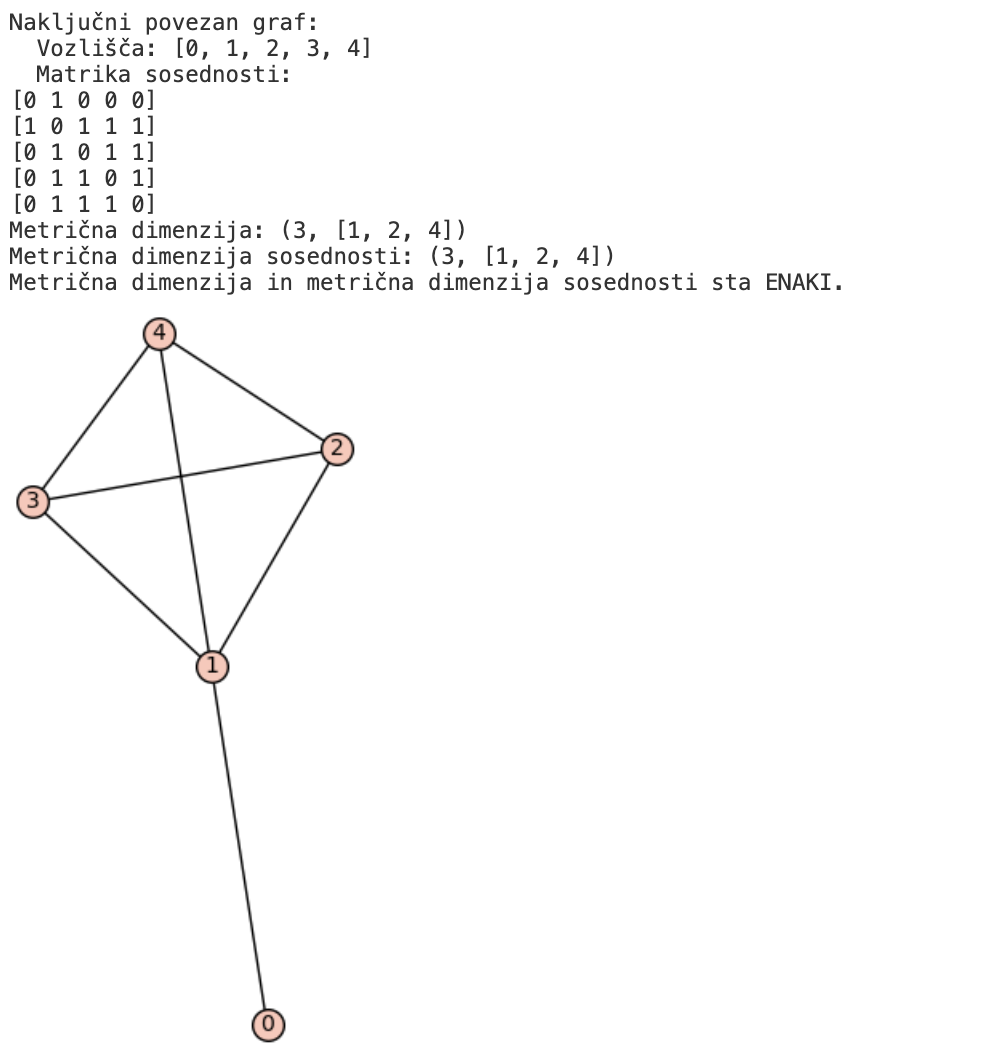 Naključni povezan graf:
Vozlišča: [0, 1, 2, 3, 4]
Matrika sosednosti:
[0 1 0 0 0]
[1 0 1 1 1]
[0 1 0 1 1]
[0 1 1 0 1]
[0 1 1 1 0]
Metrična dimenzija: (3, [1, 2, 4])
Metrična dimenzija sosednosti: (3, [1, 2, 4])
Metrična dimenzija in metrična dimenzija sosednosti sta ENAKI.
4
2
3
1
0